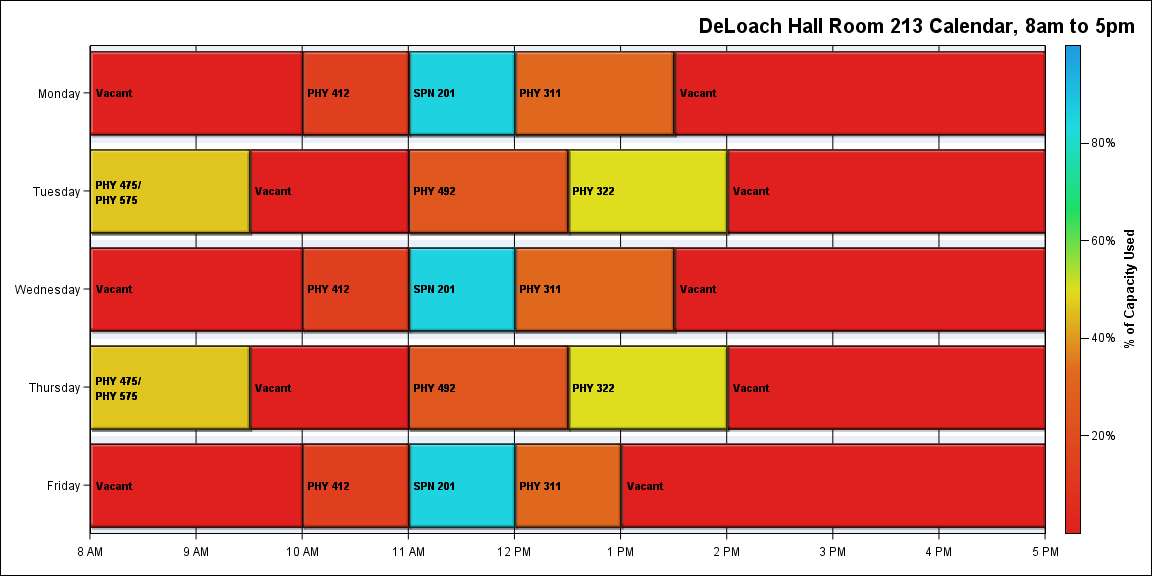 DeLoach Hall Room 213 Calendar, 8am to 5pm
Monday
Vacant
PHY 412
SPN 201
PHY 311
Vacant
Tuesday
PHY 475/
PHY 575
Vacant
PHY 492
PHY 322
Vacant
Wednesday
Vacant
PHY 412
SPN 201
PHY 311
Vacant
Thursday
PHY 475/
PHY 575
Vacant
PHY 492
PHY 322
Vacant
Friday
Vacant
PHY 412
SPN 201
PHY 311
Vacant
8 AM
9 AM
10 AM
11 AM
12 PM
1 PM
2 PM
3 PM
4 PM
5 PM
80%
60%
40%
20%
% of Capacity Used